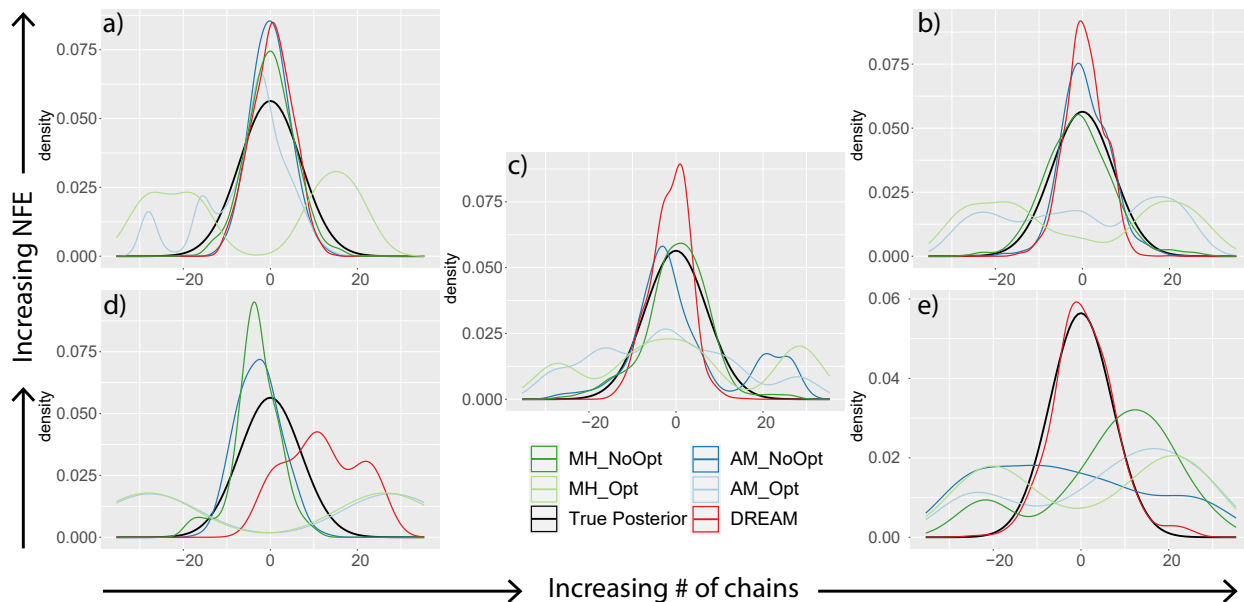 Increasing NFE
a)
density
0.075
0.050
0.025
0.000
−20
0
20
b)
density
0.075
0.050
0.025
0.000
−20
0
20
c)
density
0.075
0.050
0.025
0.000
−20
0
20
d)
density
0.075
0.050
0.025
0.000
−20
0
20
e)
density
0.06
0.04
0.02
0.00
−20
0
20
MH_NoOpt
AM_NoOpt
MH_Opt
AM_Opt
True Posterior
DREAM
Increasing # of chains